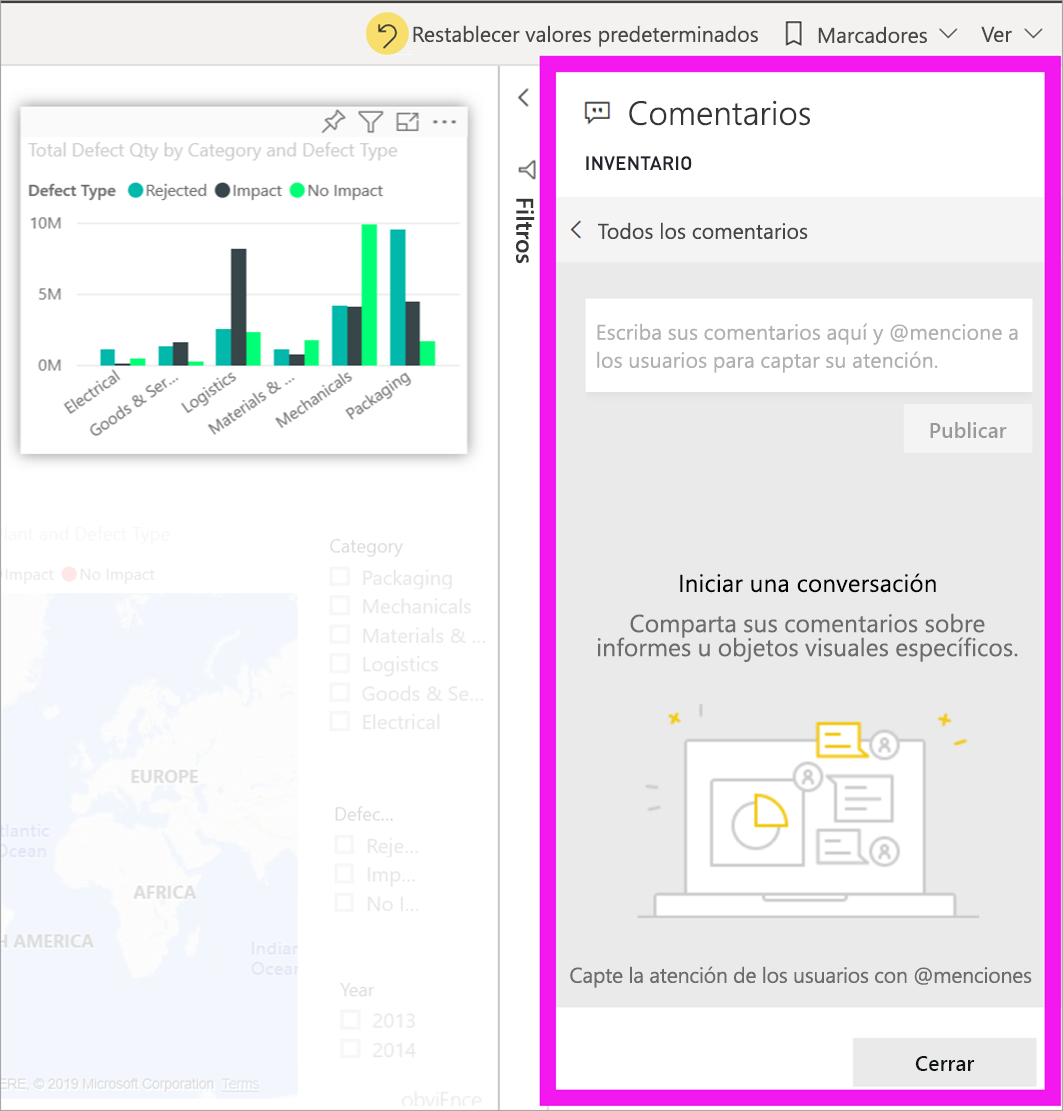 Restablecer valores predeterminados
Marcadores
Ver
Total Defect Qty by Category and Defect Type
Defect Type Rejected Impact No Impact
10M
5M
0M
Electrical
Goods & Ser...
Logistics
Materials & ...
Mechanicals
Packaging
Filtros
Comentarios
INVENTARIO
Todos los comentarios
Escriba sus comentarios aquí y @mencione a
los usuarios para captar su atención.
Publicar
Iniciar una conversación
Comparta sus comentarios sobre
informes u objetos visuales específicos.
Capte la atención de los usuarios con @menciones
Cerrar
lant and Defect Type
Impact No Impact
EUROPE
tlantic
Ocean
AFRICA
H AMERICA
Indian
Ocean
ERE, © 2019 Microsoft Corporation Terms
Category
Packaging
Mechanicals
Materials & ...
Logistics
Goods & Se...
Electrical
Defec...
Reje...
Imp...
No I...
Year
2013
2014
obviEnce